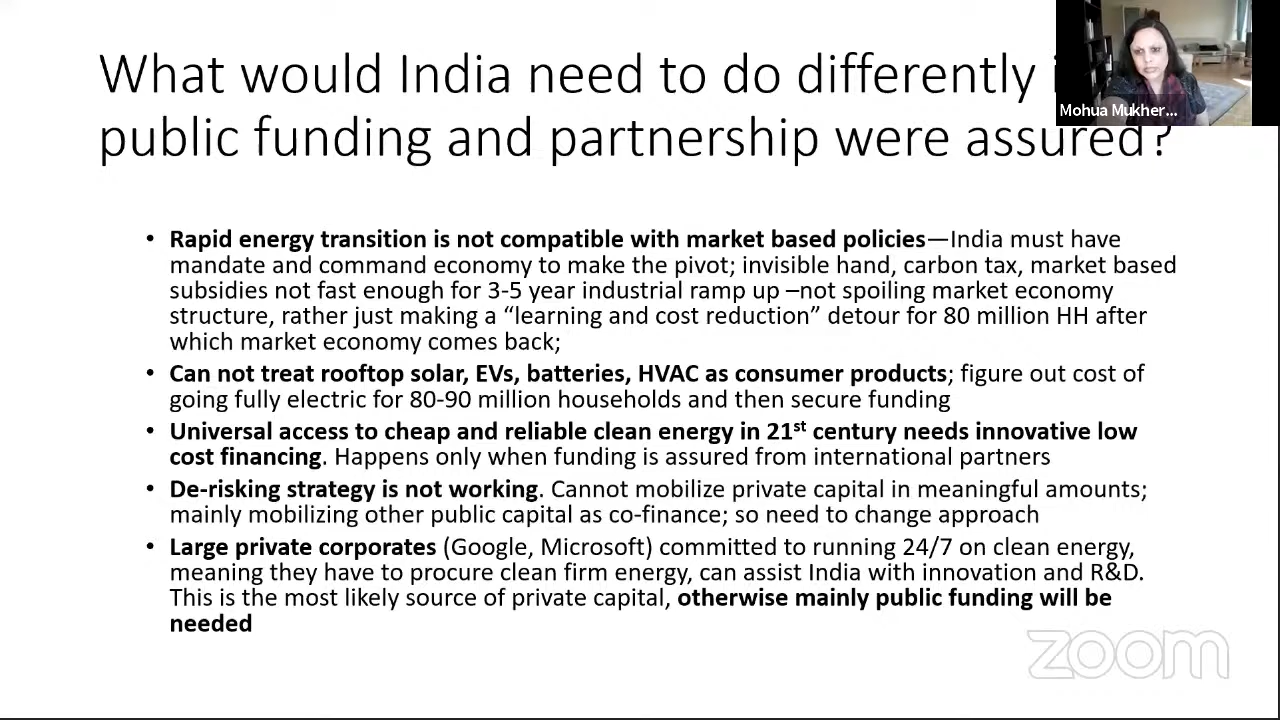 What would India need to do differently
public funding and partnership were assured?
Mohua Mukher...
• Rapid energy transition is not compatible with market based policies—India must have
mandate and command economy to make the pivot; invisible hand, carbon tax, market based
subsidies not fast enough for 3-5 year industrial ramp up –not spoiling market economy
structure, rather just making a “learning and cost reduction” detour for 80 million HH after
which market economy comes back;
• Can not treat rooftop solar, EVs, batteries, HVAC as consumer products; figure out cost of
going fully electric for 80-90 million households and then secure funding
• Universal access to cheap and reliable clean energy in 21st century needs innovative low
cost financing. Happens only when funding is assured from international partners
• De-risking strategy is not working. Cannot mobilize private capital in meaningful amounts;
mainly mobilizing other public capital as co-finance; so need to change approach
• Large private corporates (Google, Microsoft) committed to running 24/7 on clean energy,
meaning they have to procure clean firm energy, can assist India with innovation and R&D.
This is the most likely source of private capital, otherwise mainly public funding will be
needed
zoom